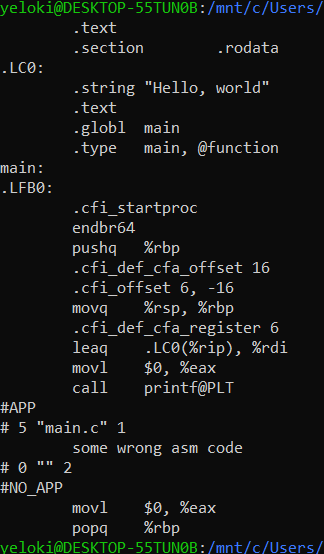 yeloki@DESKTOP-55TUN0B:/mnt/c/Users/
.text
.section .rodata
.LC0:
.string "Hello, world"
.text
.globl main
.type main, @function
main:
.LFB0:
.cfi_startproc
endbr64
pushq %rbp
.cfi_def_cfa_offset 16
.cfi_offset 6, -16
movq %rsp, %rbp
.cfi_def_cfa_register 6
leaq .LC0(%rip), %rdi
movl $0, %eax
call printf@PLT
#APP
# 5 "main.c" 1
some wrong asm code
# 0 "" 2
#NO_APP
movl $0, %eax
popq %rbp
yeloki@DESKTOP-55TUN0B:/mnt/c/Users/